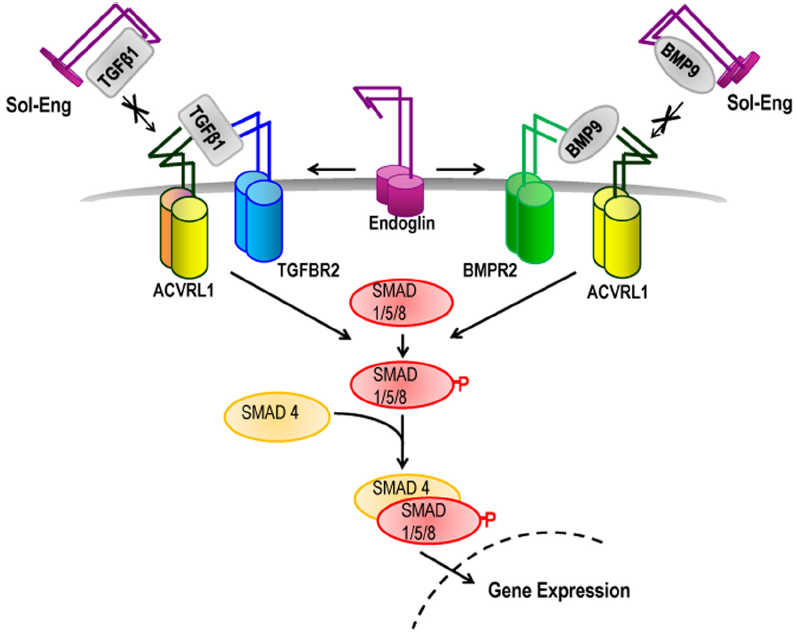 TGFβ1
BMP9
Sol-Eng
Sol-Eng
TGFβ1
BMP9
Endoglin
ACVRL1
TGFBR2
BMPR2
ACVRL1
SMAD
1/5/8
SMAD
1/5/8
P
SMAD 4
SMAD 4
SMAD
1/5/8
P
Gene Expression